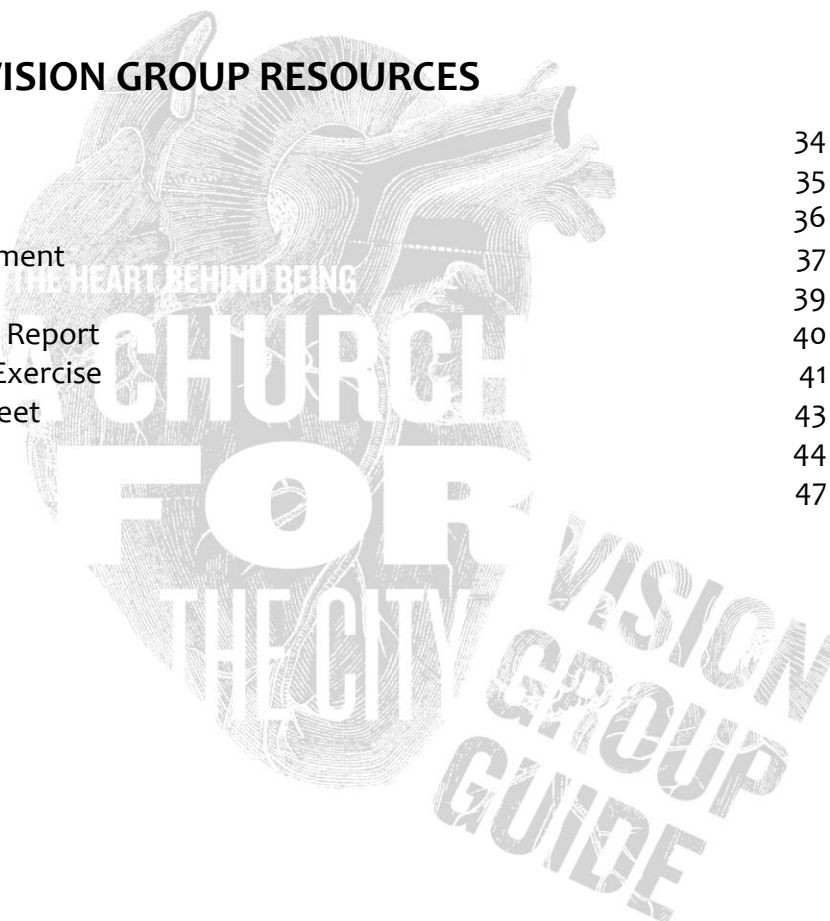 VISION GROUP RESOURCES
34
35
36
ment 37
39
Report 40
Exercise 41
eet 43
44
47
THE HEART BEHIND BEING
A CHURCH
FOR
THE CITY
VISION
GROUP
GUIDE